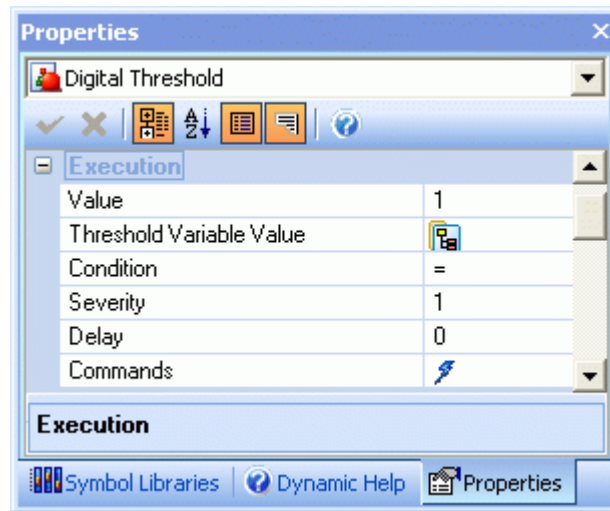 Properties
Digital Threshold
Execution
Value 1
Threshold Variable Value
Condition =
Severity 1
Delay 0
Commands
Execution
Symbol Libraries Dynamic Help Properties